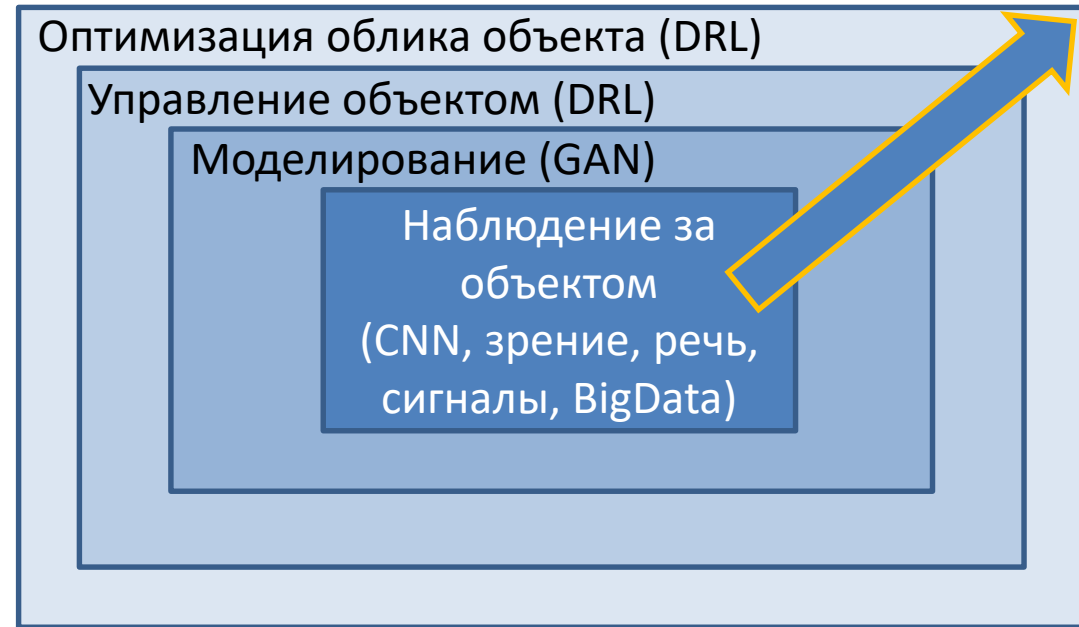 Оптимизация облика объекта (DRL)
Управление объектом (DRL)
Моделирование (GAN)
Наблюдение за
объектом
(CNN, зрение, речь,
сигналы, BigData)